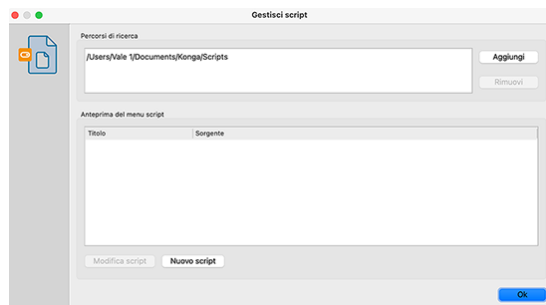 Gestisci script
Percorsi di ricerca
/Users/Vale 1/Documents/Konga/Scripts
Aggiungi
Rimuovi
Anteprima del menu script
Titolo Sorgente
Modifica script Nuovo script
Ok